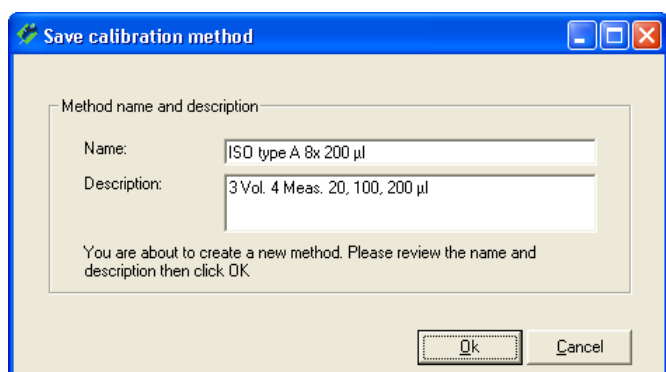 Save calibration method
Method name and description
Name:
ISO type A 8x 200 µl
Description:
3 Vol. 4 Meas. 20, 100, 200 µl
You are about to create a new method. Please review the name and
description then click OK
Ok
Cancel